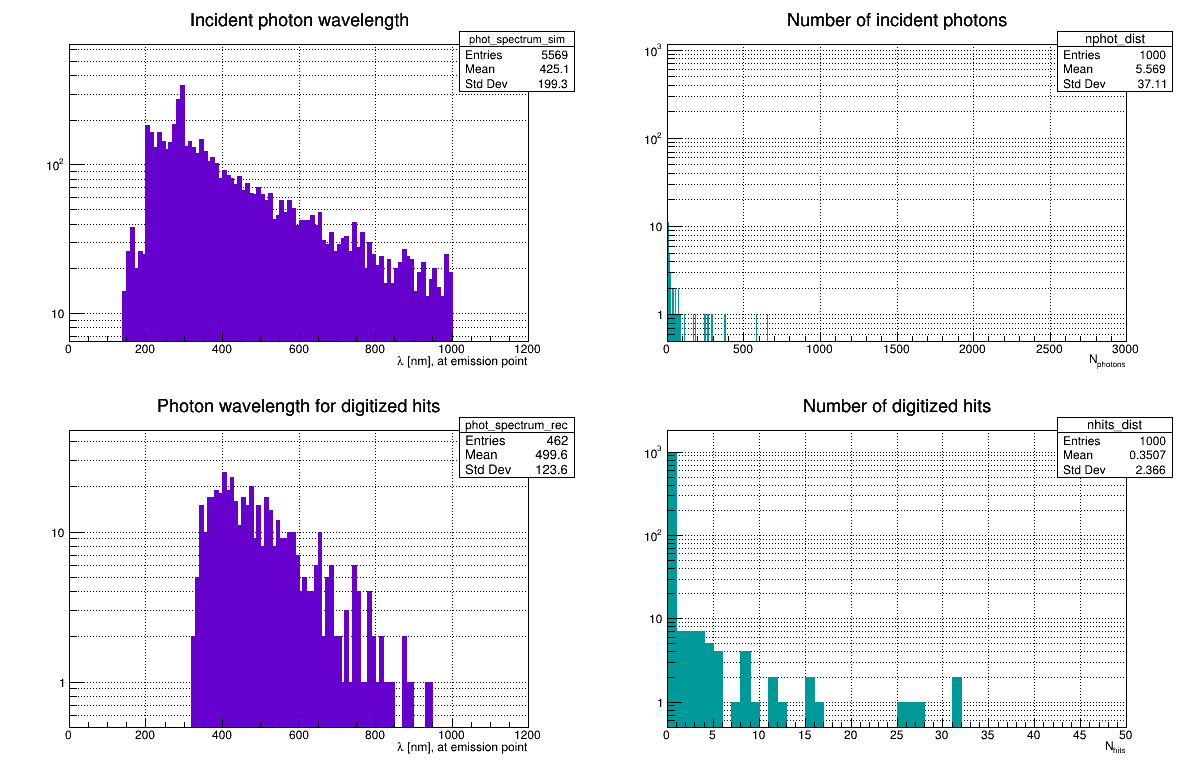 Incident photon wavelength
phot_spectrum_sim
Entries 5569
Mean 425.1
Std Dev 199.3
10²
10
0 200 400 600 800 1000 1200
λ [nm], at emission point
Number of incident photons
nphot_dist
Entries 1000
Mean 5.569
Std Dev 37.11
10³
10²
10
1
0 500 1000 1500 2000 2500 3000
Nphotons
Photon wavelength for digitized hits
phot_spectrum_rec
Entries 462
Mean 499.6
Std Dev 123.6
10
1
0 200 400 600 800 1000 1200
λ [nm], at emission point
Number of digitized hits
nhits_dist
Entries 1000
Mean 0.3507
Std Dev 2.366
10³
10²
10
1
0 5 10 15 20 25 30 35 40 45 50
Nhits